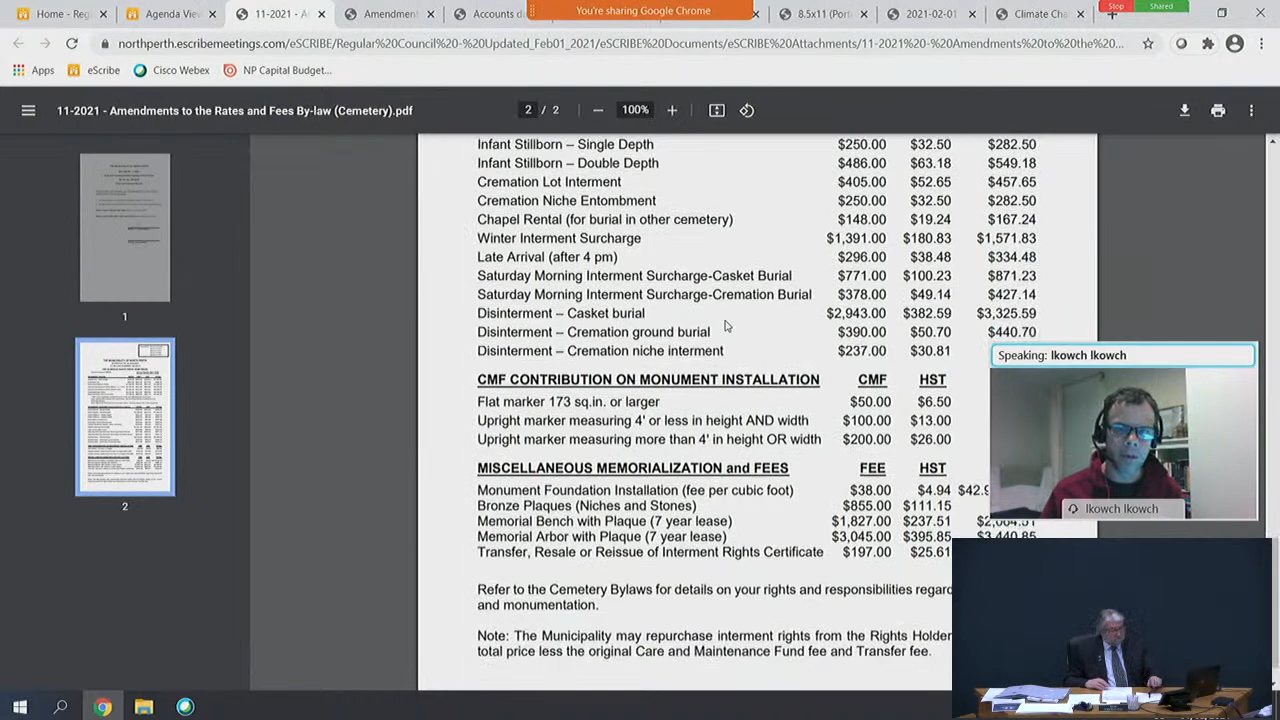 You're sharing Google Chrome
Stop Shared
Home - Reg
Agenda View
11-2021 - A
Amendment
Accounts d
8.5x11 (Por
2021-02-01
Climate Cha
northperth.escribemeetings.com/eSCRIBE/Regular%20Council%20-%20Updated_Feb01_2021/eSCRIBE%20Documents/eSCRIBE%20Attachments/11-2021%20-%20Amendments%20to%20the%20...
Apps eScribe Cisco Webex NP Capital Budget...
11-2021 - Amendments to the Rates and Fees By-law (Cemetery).pdf 2 / 2 100%
1
2
Infant Stillborn – Single Depth $250.00 $32.50 $282.50
Infant Stillborn – Double Depth $486.00 $63.18 $549.18
Cremation Lot Interment $405.00 $52.65 $457.65
Cremation Niche Entombment $250.00 $32.50 $282.50
Chapel Rental (for burial in other cemetery) $148.00 $19.24 $167.24
Winter Interment Surcharge $1,391.00 $180.83 $1,571.83
Late Arrival (after 4 pm) $296.00 $38.48 $334.48
Saturday Morning Interment Surcharge-Casket Burial $771.00 $100.23 $871.23
Saturday Morning Interment Surcharge-Cremation Burial $378.00 $49.14 $427.14
Disinterment – Casket burial $2,943.00 $382.59 $3,325.59
Disinterment – Cremation ground burial $390.00 $50.70 $440.70
Disinterment – Cremation niche interment $237.00 $30.81
CMF CONTRIBUTION ON MONUMENT INSTALLATION CMF HST
Flat marker 173 sq.in. or larger $50.00 $6.50
Upright marker measuring 4' or less in height AND width $100.00 $13.00
Upright marker measuring more than 4' in height OR width $200.00 $26.00
MISCELLANEOUS MEMORIALIZATION and FEES FEE HST
Monument Foundation Installation (fee per cubic foot) $38.00 $4.94 $42.9
Bronze Plaques (Niches and Stones) $855.00 $111.15
Memorial Bench with Plaque (7 year lease) $1,827.00 $237.51 $2,064.51
Memorial Arbor with Plaque (7 year lease) $3,045.00 $395.85 $3,440.85
Transfer, Resale or Reissue of Interment Rights Certificate $197.00 $25.61
Refer to the Cemetery Bylaws for details on your rights and responsibilities regard
and monumentation.
Note: The Municipality may repurchase interment rights from the Rights Holder
total price less the original Care and Maintenance Fund fee and Transfer fee.
Speaking: lkowch lkowch
lkowch lkowch